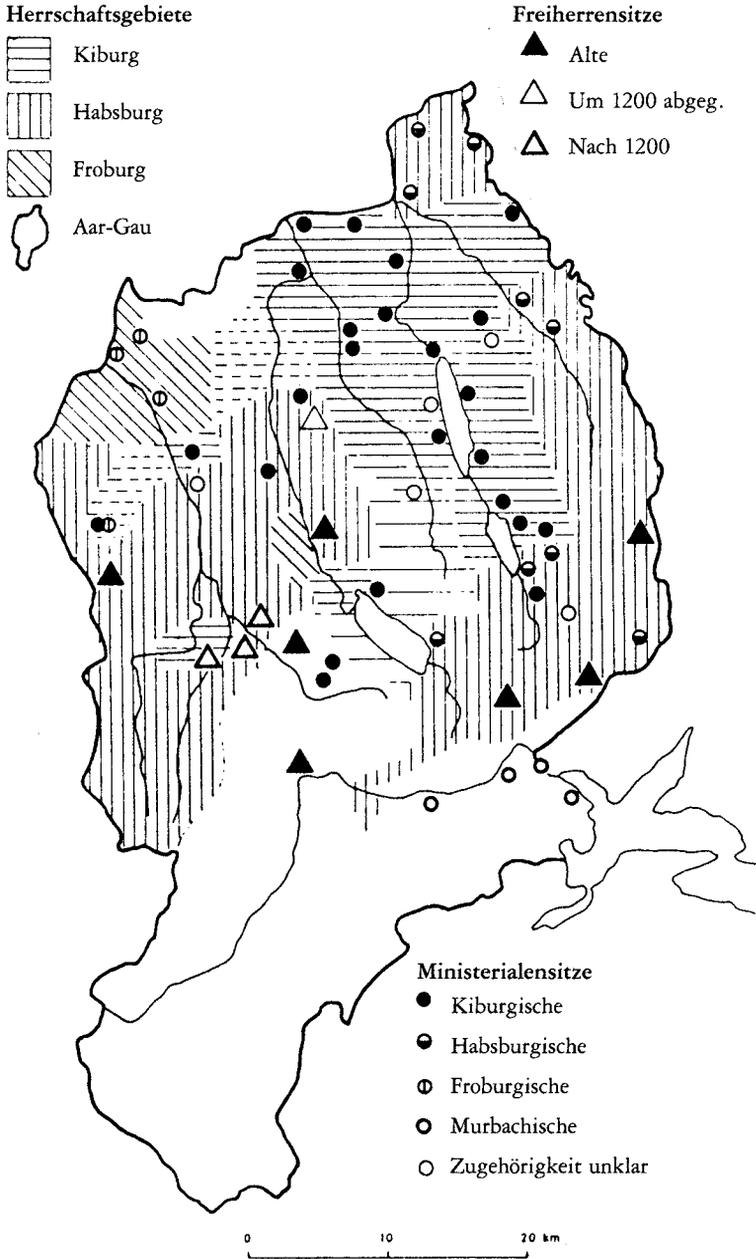 Herrschaftsgebiete
Kiburg
Habsburg
Froburg
Aar-Gau
Freiherrensitze
Alte
Um 1200 abgeg.
Nach 1200
Ministerialensitze
Kiburgische
Habsburgische
Froburgische
Murbachische
Zugehörigkeit unklar
0 10 20 km